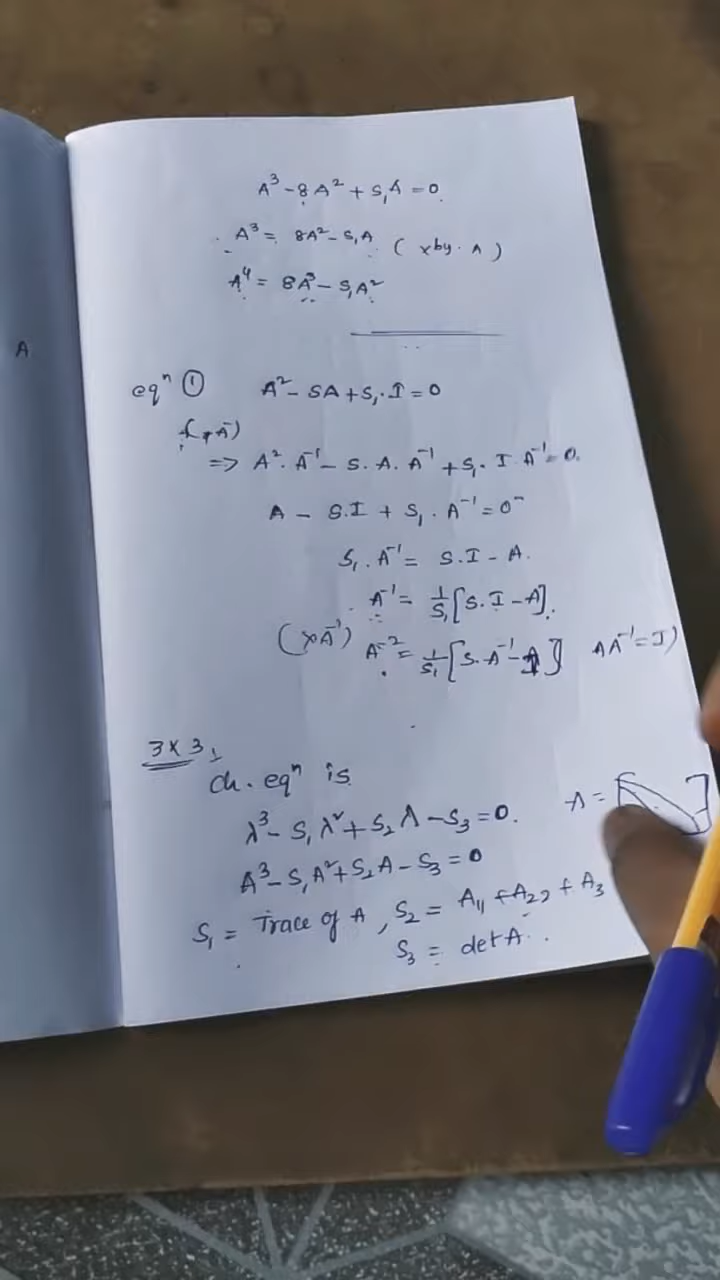 A
A³ - 8A² + S₁A = 0
A³ = 8A² - S₁A (× by. A)
A⁴ = 8A³ - S₁A²
eqⁿ ① A² - SA + S₁.I = 0
⇒ A².A⁻¹ - S.A.A⁻¹ + S₁.I.A⁻¹ = 0.
A - S.I + S₁.A⁻¹ = 0
S₁.A⁻¹ = S.I - A.
A⁻¹ = 1/S₁ [S.I - A].
(×A⁻¹) A⁻² = 1/S₁ [S.A⁻¹ - I] AA⁻¹ = I)
3×3,
Ch. eqⁿ is
λ³ - S₁λ² + S₂λ - S₃ = 0. A = [ ]
A³ - S₁A² + S₂A - S₃ = 0
S₁ = Trace of A, S₂ = A₁₁ + A₂₂ + A₃
S₃ = det A.